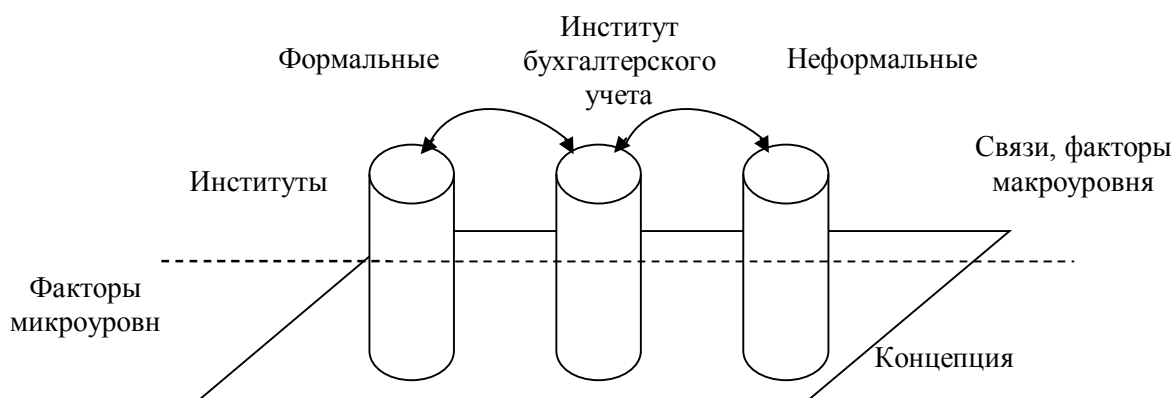 Формальные
Институт
бухгалтерского
учета
Неформальные
Институты
Связи, факторы
макроуровня
Факторы
микроуровн
Концепция